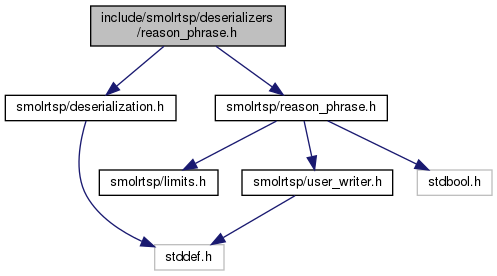 include/smolrtsp/deserializers
/reason_phrase.h
smolrtsp/deserialization.h
smolrtsp/reason_phrase.h
smolrtsp/limits.h
smolrtsp/user_writer.h
stdbool.h
stddef.h